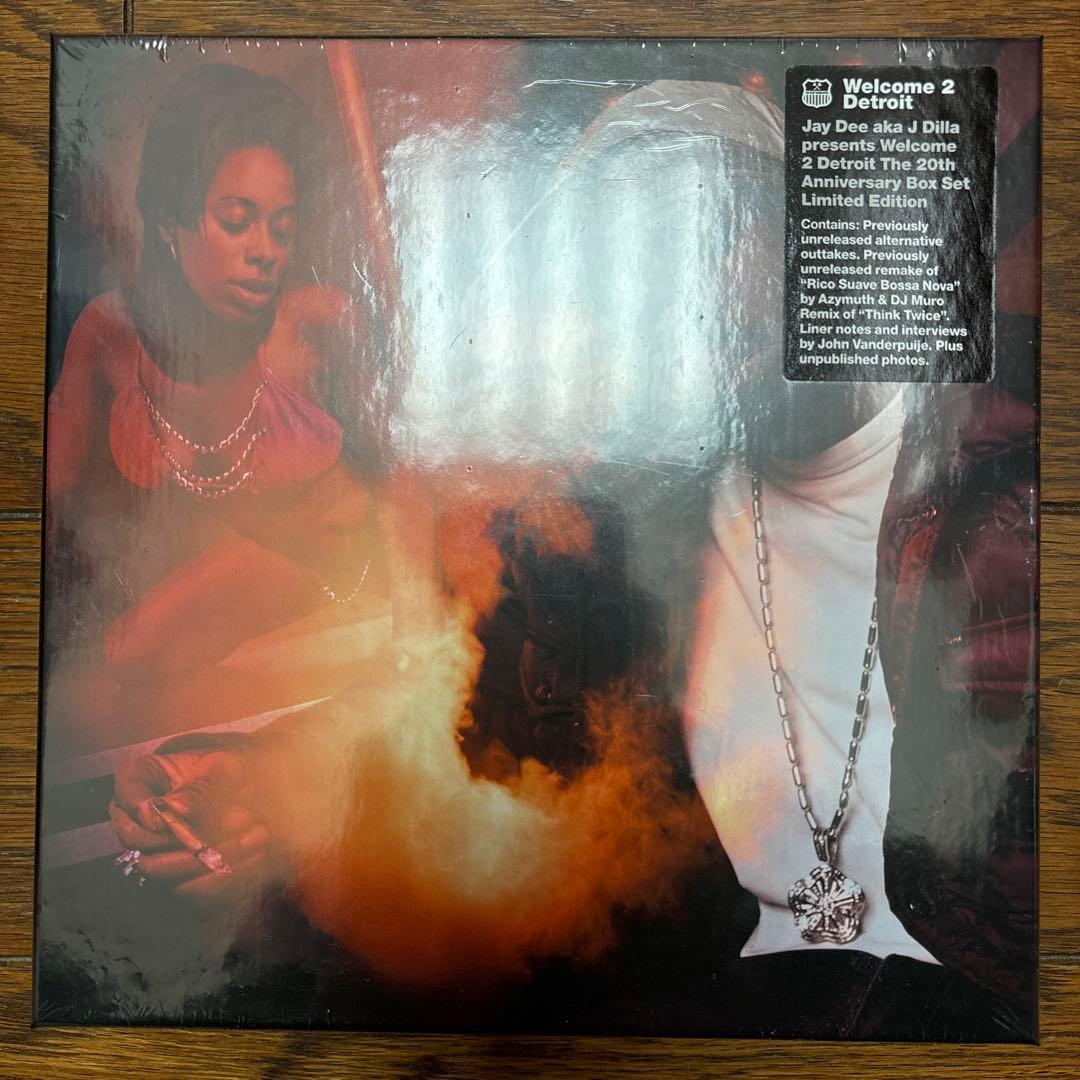 Welcome 2
Detroit
Jay Dee aka J Dilla
presents Welcome
2 Detroit The 20th
Anniversary Box Set
Limited Edition
Contains: Previously
unreleased alternative
outtakes. Previously
unreleased remake of
“Rico Suave Bossa Nova”
by Azymuth & DJ Muro
Remix of “Think Twice”.
Liner notes and interviews
by John Vanderpuije. Plus
unpublished photos.